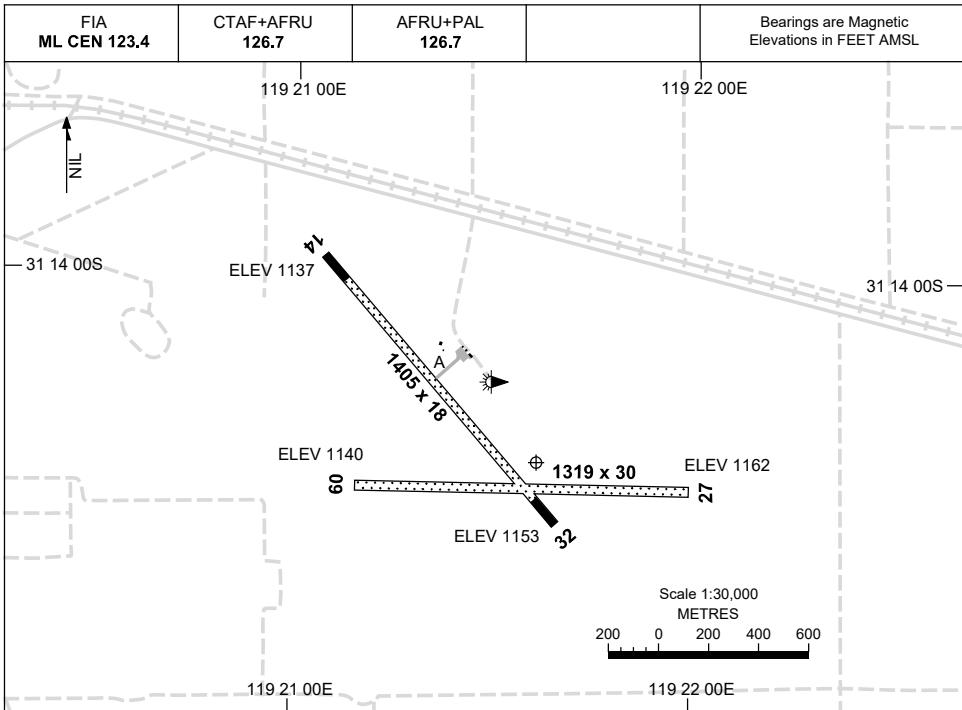 FIA
ML CEN 123.4
CTAF+AFRU
126.7
AFRU+PAL
126.7
Bearings are Magnetic
Elevations in FEET AMSL
119 21 00E
119 22 00E
NIL
31 14 00S
31 14 00S
14
ELEV 1137
A
1405 x 18
ELEV 1140
09
1319 x 30
ELEV 1162
27
ELEV 1153
32
Scale 1:30,000
METRES
200 0 200 400 600
119 21 00E
119 22 00E